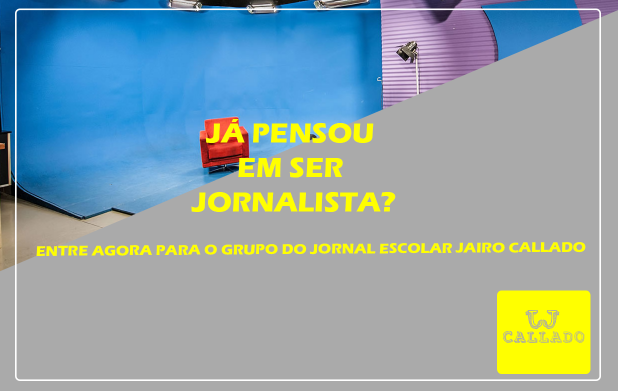 JÁ PENSOU
EM SER
JORNALISTA?
ENTRE AGORA PARA O GRUPO DO JORNAL ESCOLAR JAIRO CALLADO
CALLADO